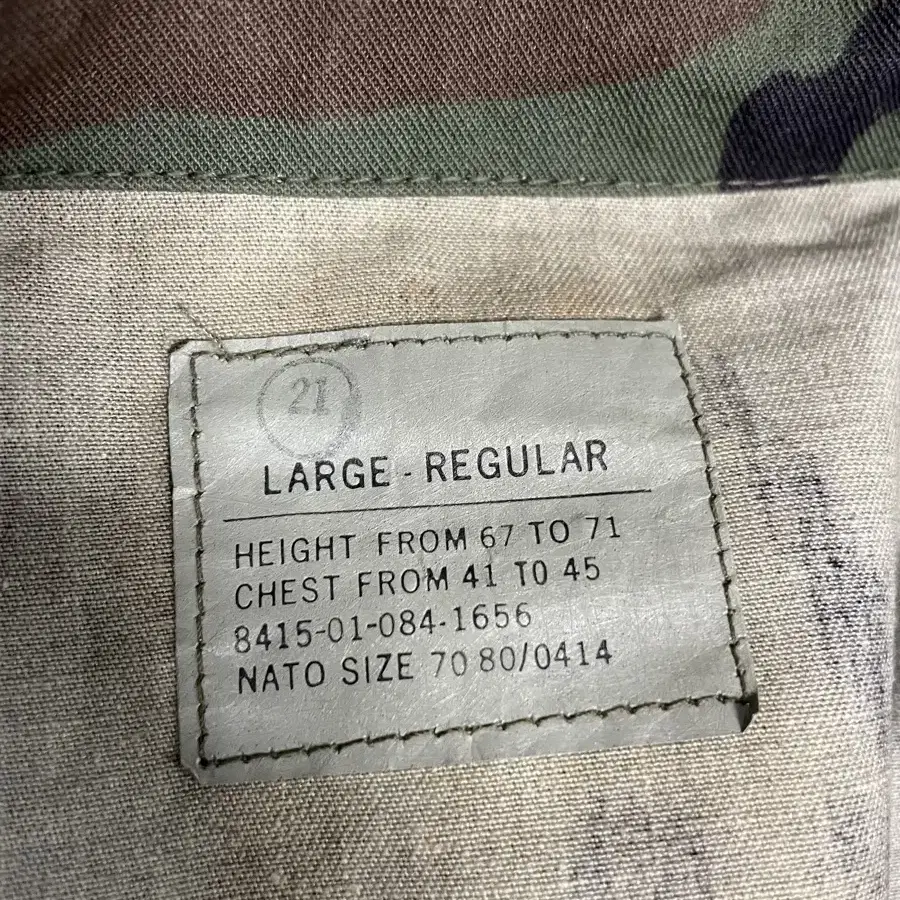 21
LARGE - REGULAR
HEIGHT FROM 67 TO 71
CHEST FROM 41 TO 45
8415-01-084-1656
NATO SIZE 70 80/0414